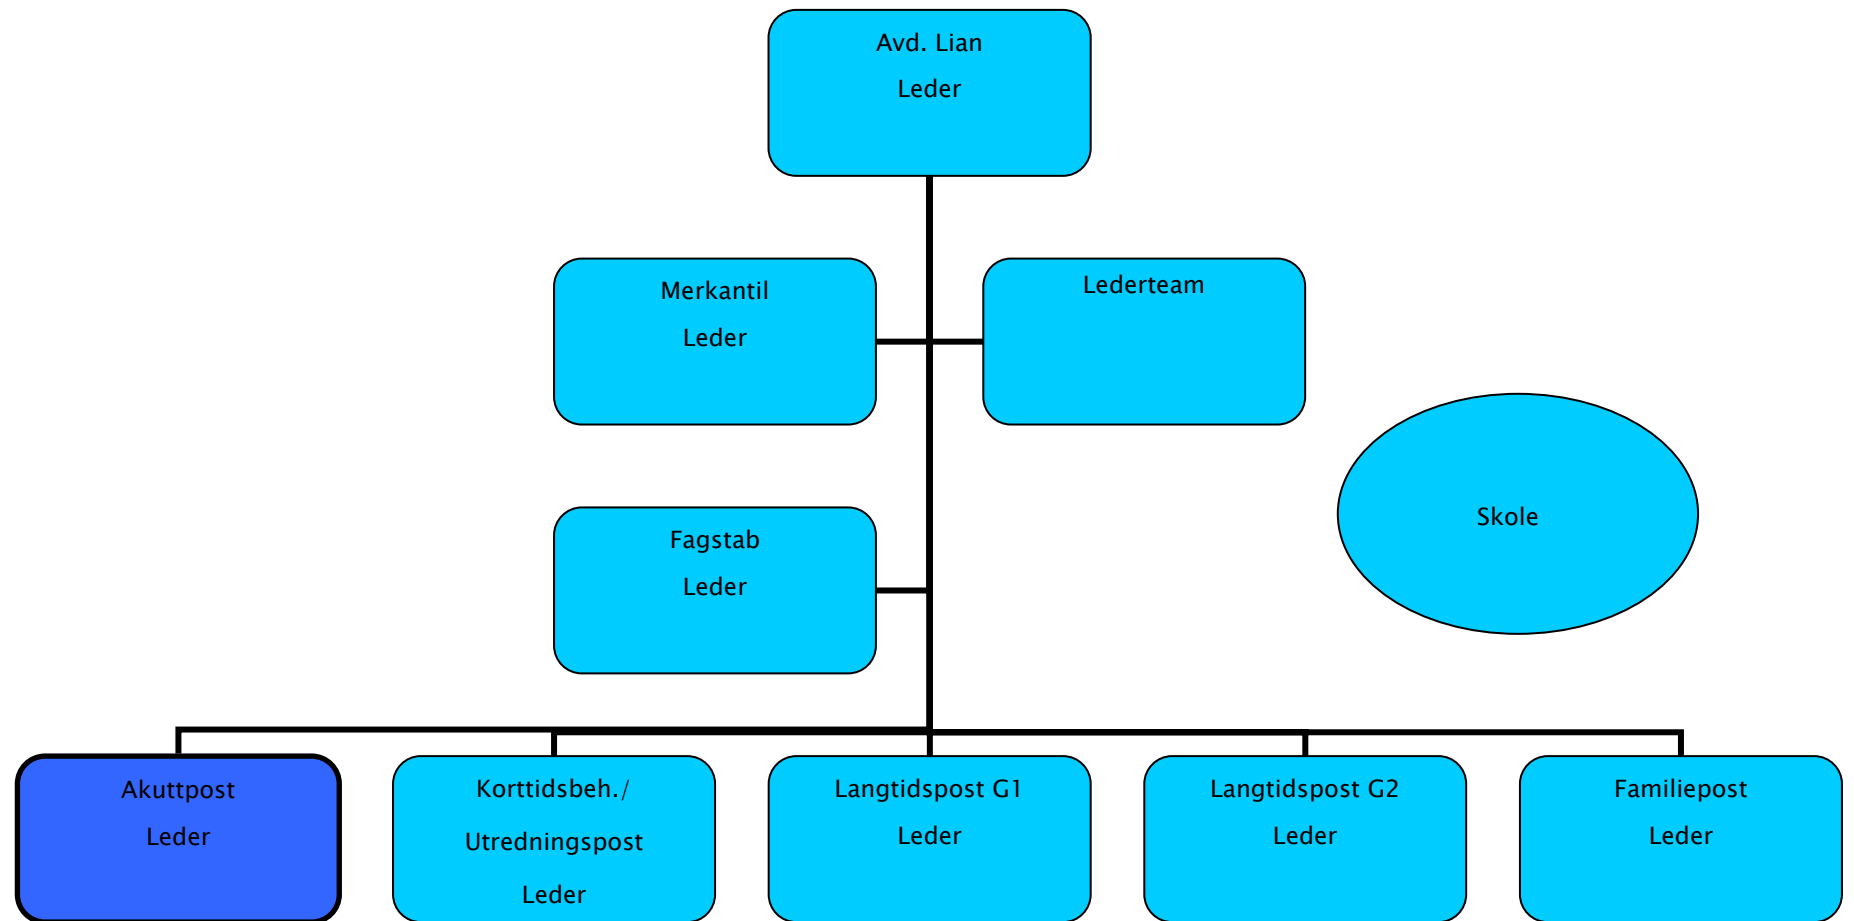 Avd. Lian
Leder
Merkantil
Leder
Lederteam
Fagstab
Leder
Skole
Akuttpost
Leder
Korttidsbeh./
Utredningspost
Leder
Langtidspost G1
Leder
Langtidspost G2
Leder
Familiepost
Leder